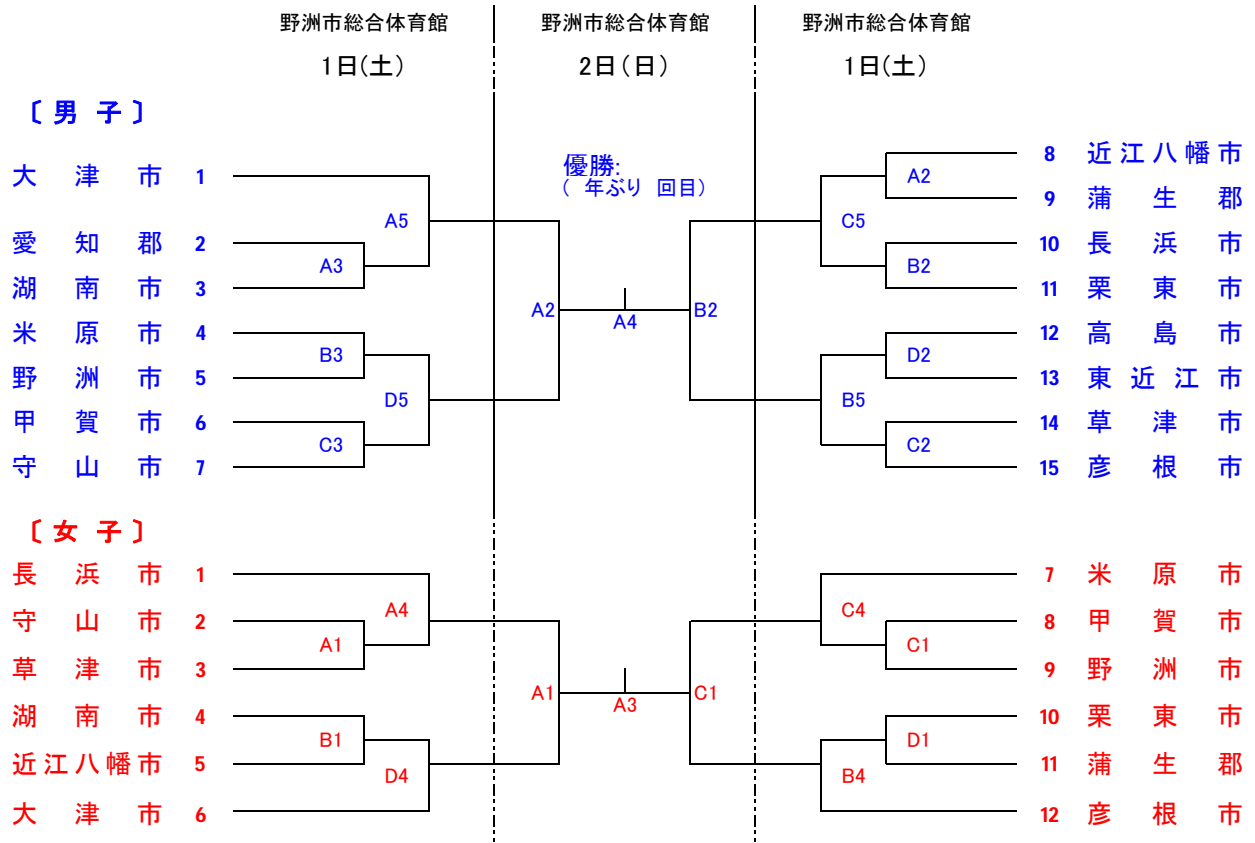 野洲市総合体育館 野洲市総合体育館 野洲市総合体育館
1日(土) 2日(日) 1日(土)
〔 男 子 〕
優勝:
( 年ぶり 回目)
大津市 1
A5
愛知郡 2
A3
湖南市 3
米原市 4
B3
野洲市 5
D5
甲賀市 6
C3
守山市 7
A2
A4
B2
8 近江八幡市
A2
9 蒲生郡
C5
10 長浜市
B2
11 栗東市
12 高島市
D2
13 東近江市
B5
14 草津市
C2
15 彦根市
〔 女 子 〕
長浜市 1
A4
守山市 2
A1
草津市 3
湖南市 4
B1
近江八幡市 5
D4
大津市 6
A1
A3
C1
7 米原市
C4
8 甲賀市
C1
9 野洲市
10 栗東市
D1
11 蒲生郡
B4
12 彦根市